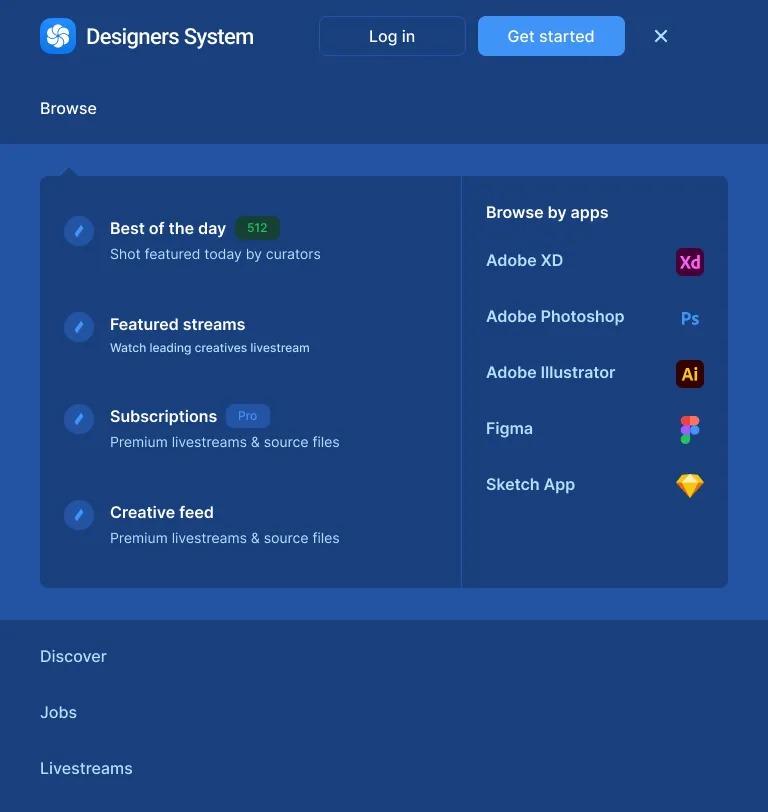 Designers System
Log in
Get started
Browse
Best of the day
512
Shot featured today by curators
Featured streams
Watch leading creatives livestream
Subscriptions
Pro
Premium livestreams & source files
Creative feed
Premium livestreams & source files
Browse by apps
Adobe XD
Xd
Adobe Photoshop
Ps
Adobe Illustrator
Ai
Figma
Sketch App
Discover
Jobs
Livestreams